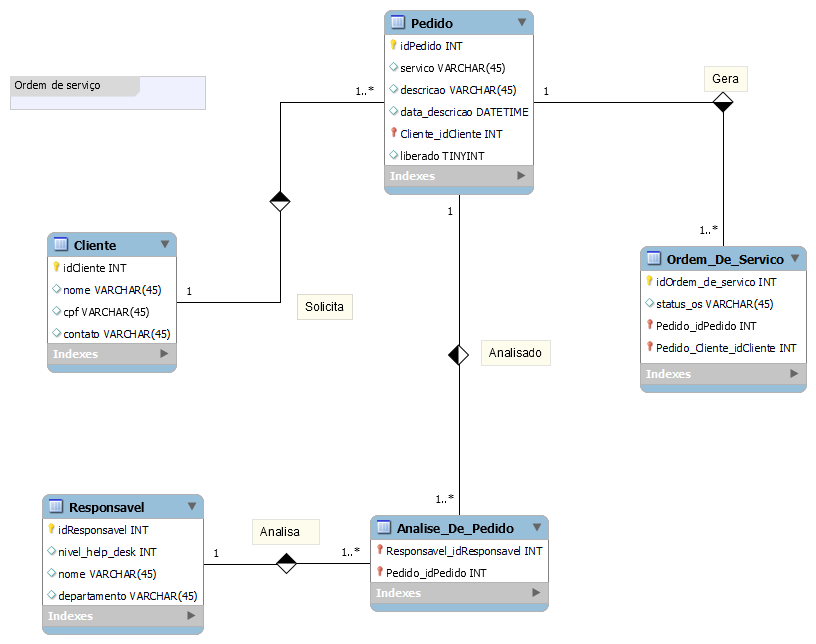 Ordem de serviço
Pedido
idPedido INT
servico VARCHAR(45)
descricao VARCHAR(45)
data_descricao DATETIME
Cliente_idCliente INT
liberado TINYINT
Indexes
1..*
1
Gera
1
1..*
Cliente
idCliente INT
nome VARCHAR(45)
cpf VARCHAR(45)
contato VARCHAR(45)
Indexes
1
Solicita
Ordem_De_Servico
idOrdem_de_servico INT
status_os VARCHAR(45)
Pedido_idPedido INT
Pedido_Cliente_idCliente INT
Indexes
Analisado
1..*
Responsavel
idResponsavel INT
nivel_help_desk INT
nome VARCHAR(45)
departamento VARCHAR(45)
Indexes
Analisa
1
1..*
Analise_De_Pedido
Responsavel_idResponsavel INT
Pedido_idPedido INT
Indexes